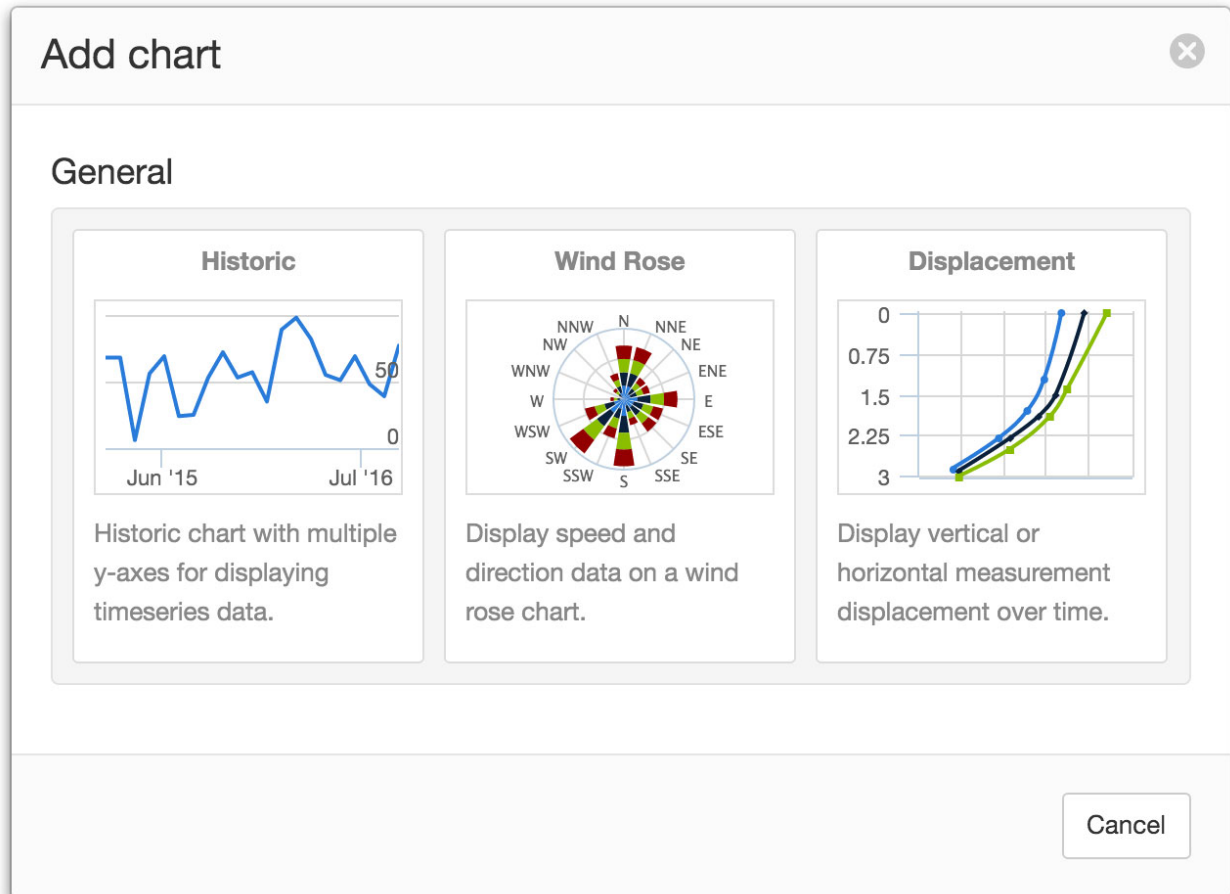 Add chart
General
Historic
50
0
Jun '15
Jul '16
Historic chart with multiple
y-axes for displaying
timeseries data.
Wind Rose
N
NNW
NNE
NW
NE
WNW
ENE
W
E
WSW
ESE
SW
SE
SSW
SSE
S
Display speed and
direction data on a wind
rose chart.
Displacement
0
0.75
1.5
2.25
3
Display vertical or
horizontal measurement
displacement over time.
Cancel